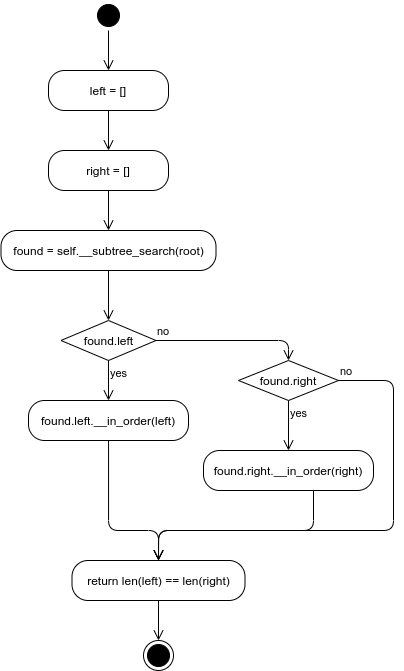 left = []
right = []
found = self.__subtree_search(root)
found.left
no
yes
found.right
no
yes
found.left.__in_order(left)
found.right.__in_order(right)
return len(left) == len(right)